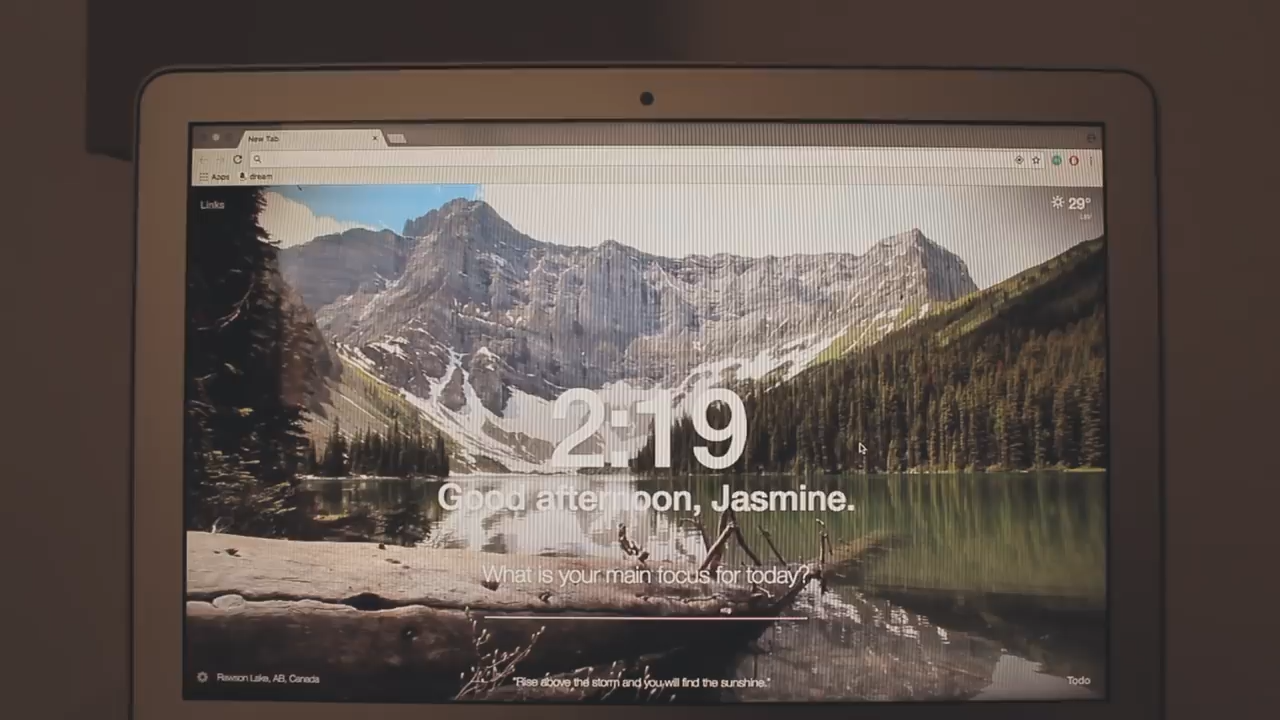 New Tab
Apps dream
Links
29°
2:19
Good afternoon, Jasmine.
What is your main focus for today?
Rawson Lake, AB, Canada
"Rise above the storm and you will find the sunshine."
Todo